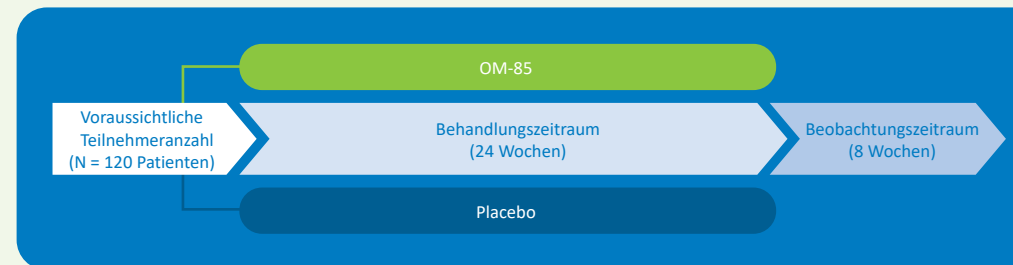 OM-85
Voraussichtliche
Teilnehmeranzahl
(N = 120 Patienten)
Behandlungszeitraum
(24 Wochen)
Beobachtungszeitraum
(8 Wochen)
Placebo